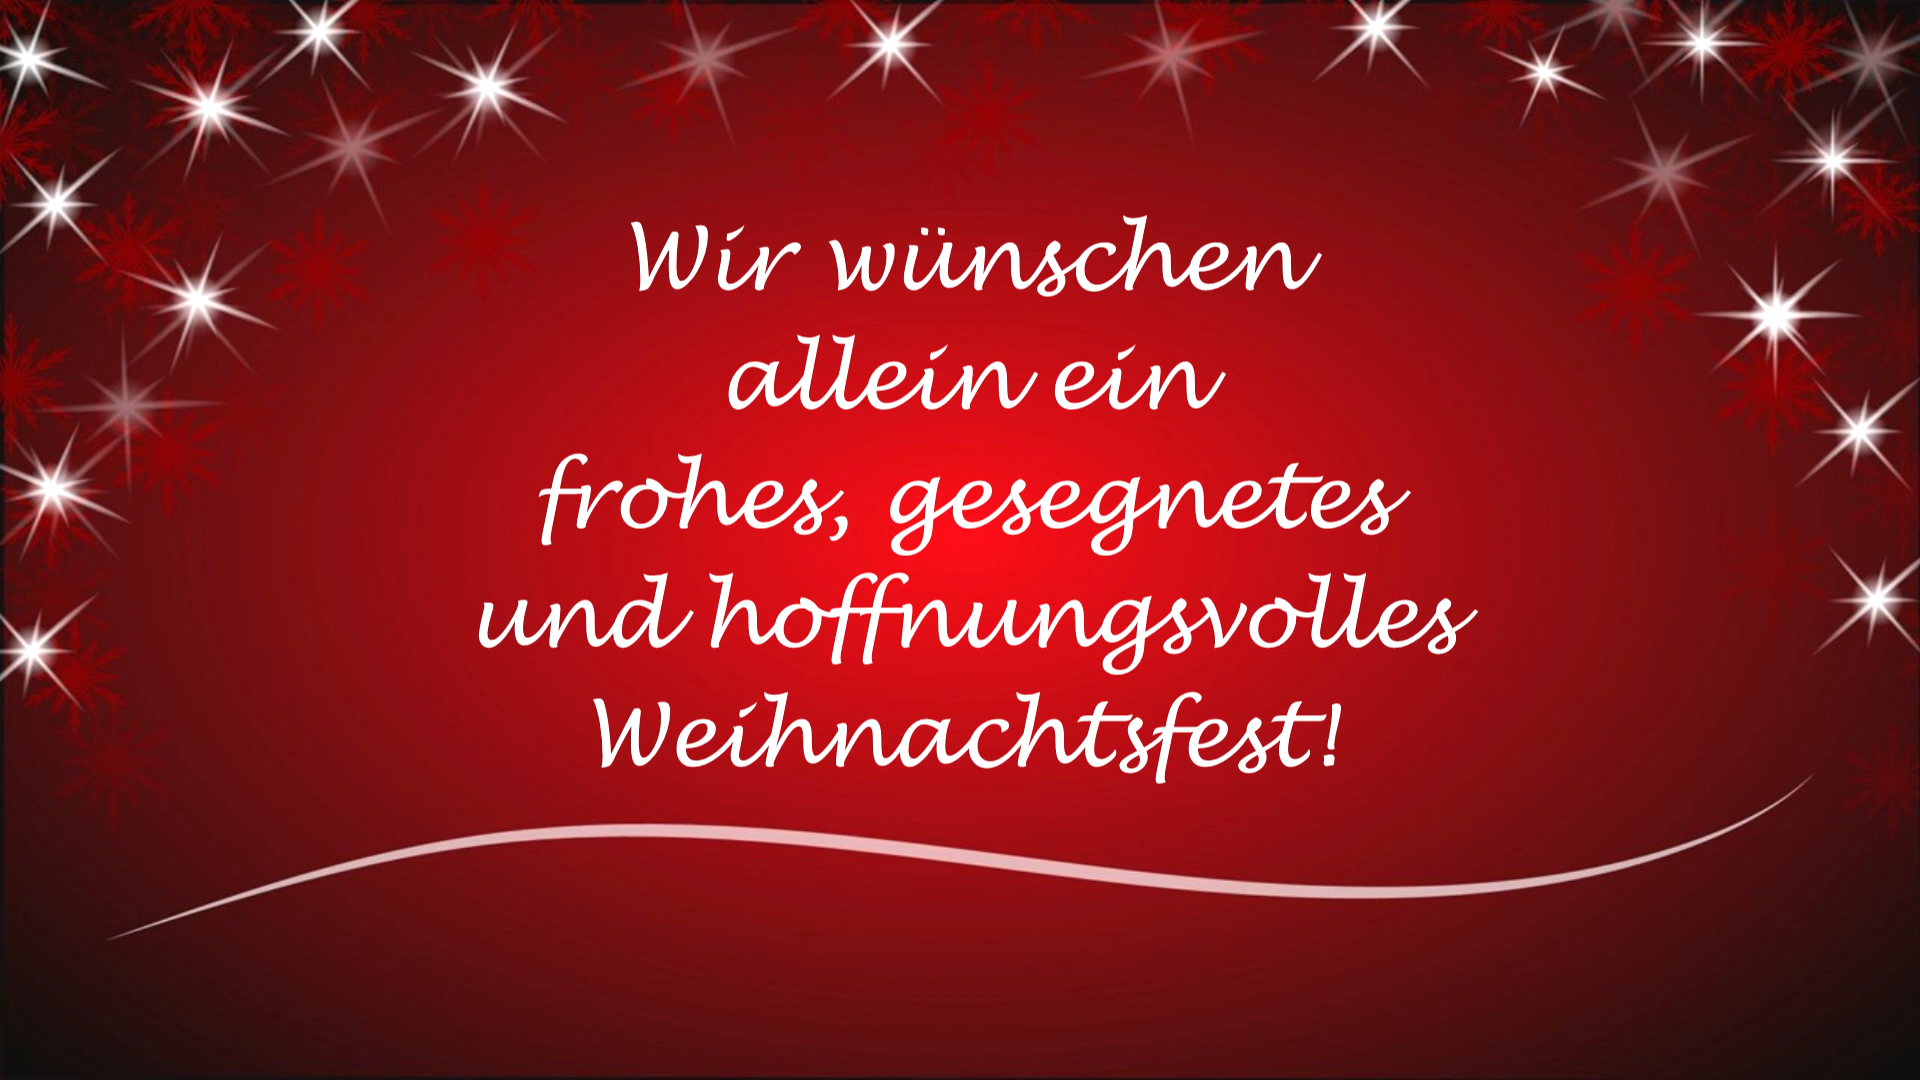 Wir wünschen
allein ein
frohes, gesegnetes
und hoffnungsvolles
Weihnachtsfest!